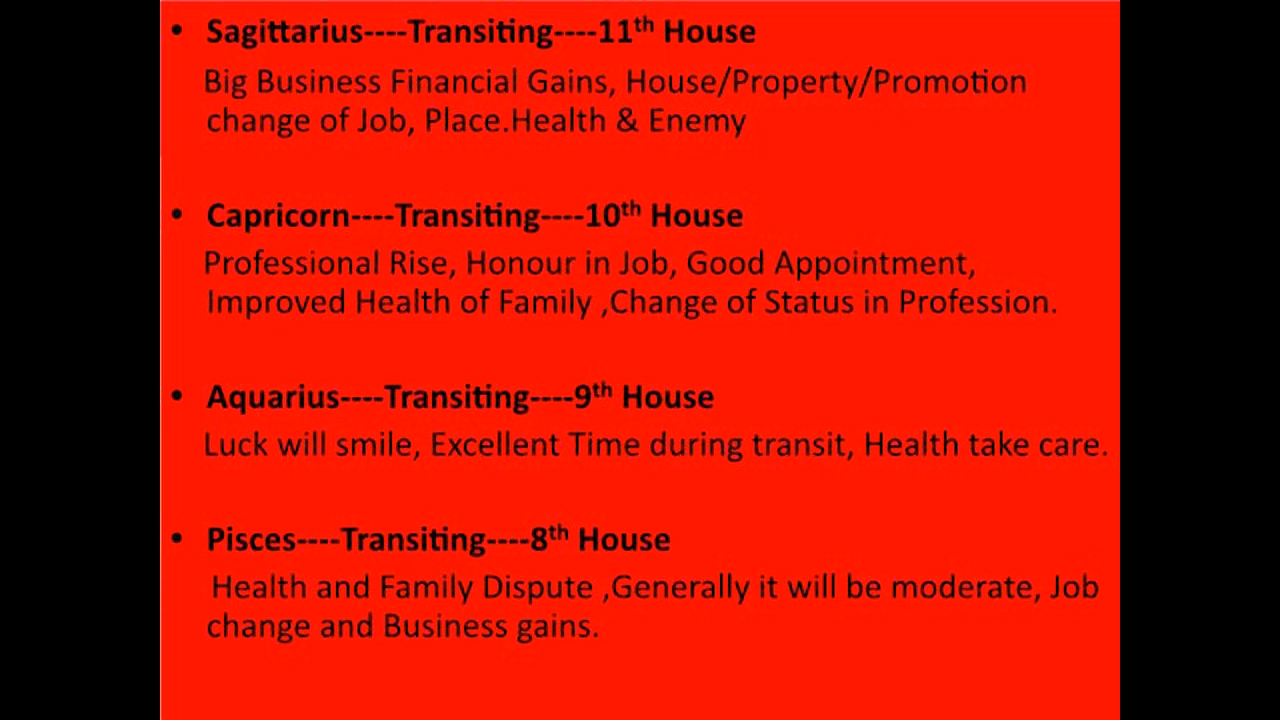 • Sagittarius----Transiting----11th House
Big Business Financial Gains, House/Property/Promotion
change of Job, Place.Health & Enemy
• Capricorn----Transiting----10th House
Professional Rise, Honour in Job, Good Appointment,
Improved Health of Family ,Change of Status in Profession.
• Aquarius----Transiting----9th House
Luck will smile, Excellent Time during transit, Health take care.
• Pisces----Transiting----8th House
Health and Family Dispute ,Generally it will be moderate, Job
change and Business gains.